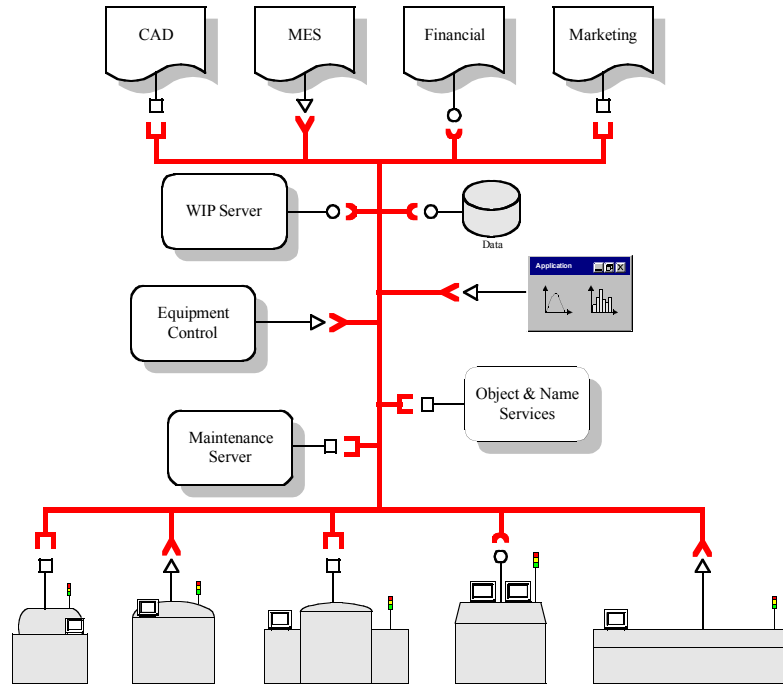 CAD
MES
Financial
Marketing
WIP Server
Data
Application
Equipment
Control
Object & Name
Services
Maintenance
Server